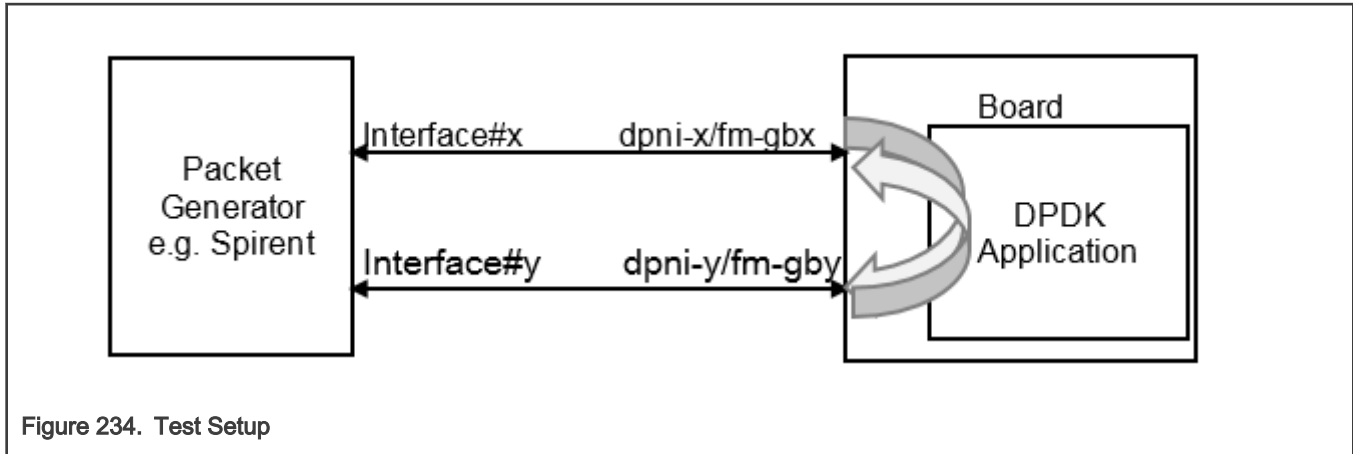 Packet
Generator
e.g. Spirent
Interface#x
dpni-x/fm-gbx
Interface#y
dpni-y/fm-gby
Board
DPDK
Application
Figure 234. Test Setup